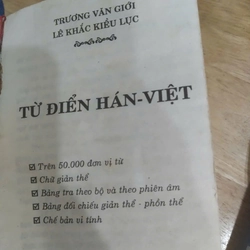 TRƯƠNG VĂN GIỚI
LÊ KHẮC KIỀU LỤC
TỪ ĐIỂN HÁN-VIỆT
Trên 50.000 đơn vị từ
Chữ giản thể
Bảng tra theo bộ và theo phiên âm
Bảng đối chiếu giản thể - phồn thể
Chế bản vi tính